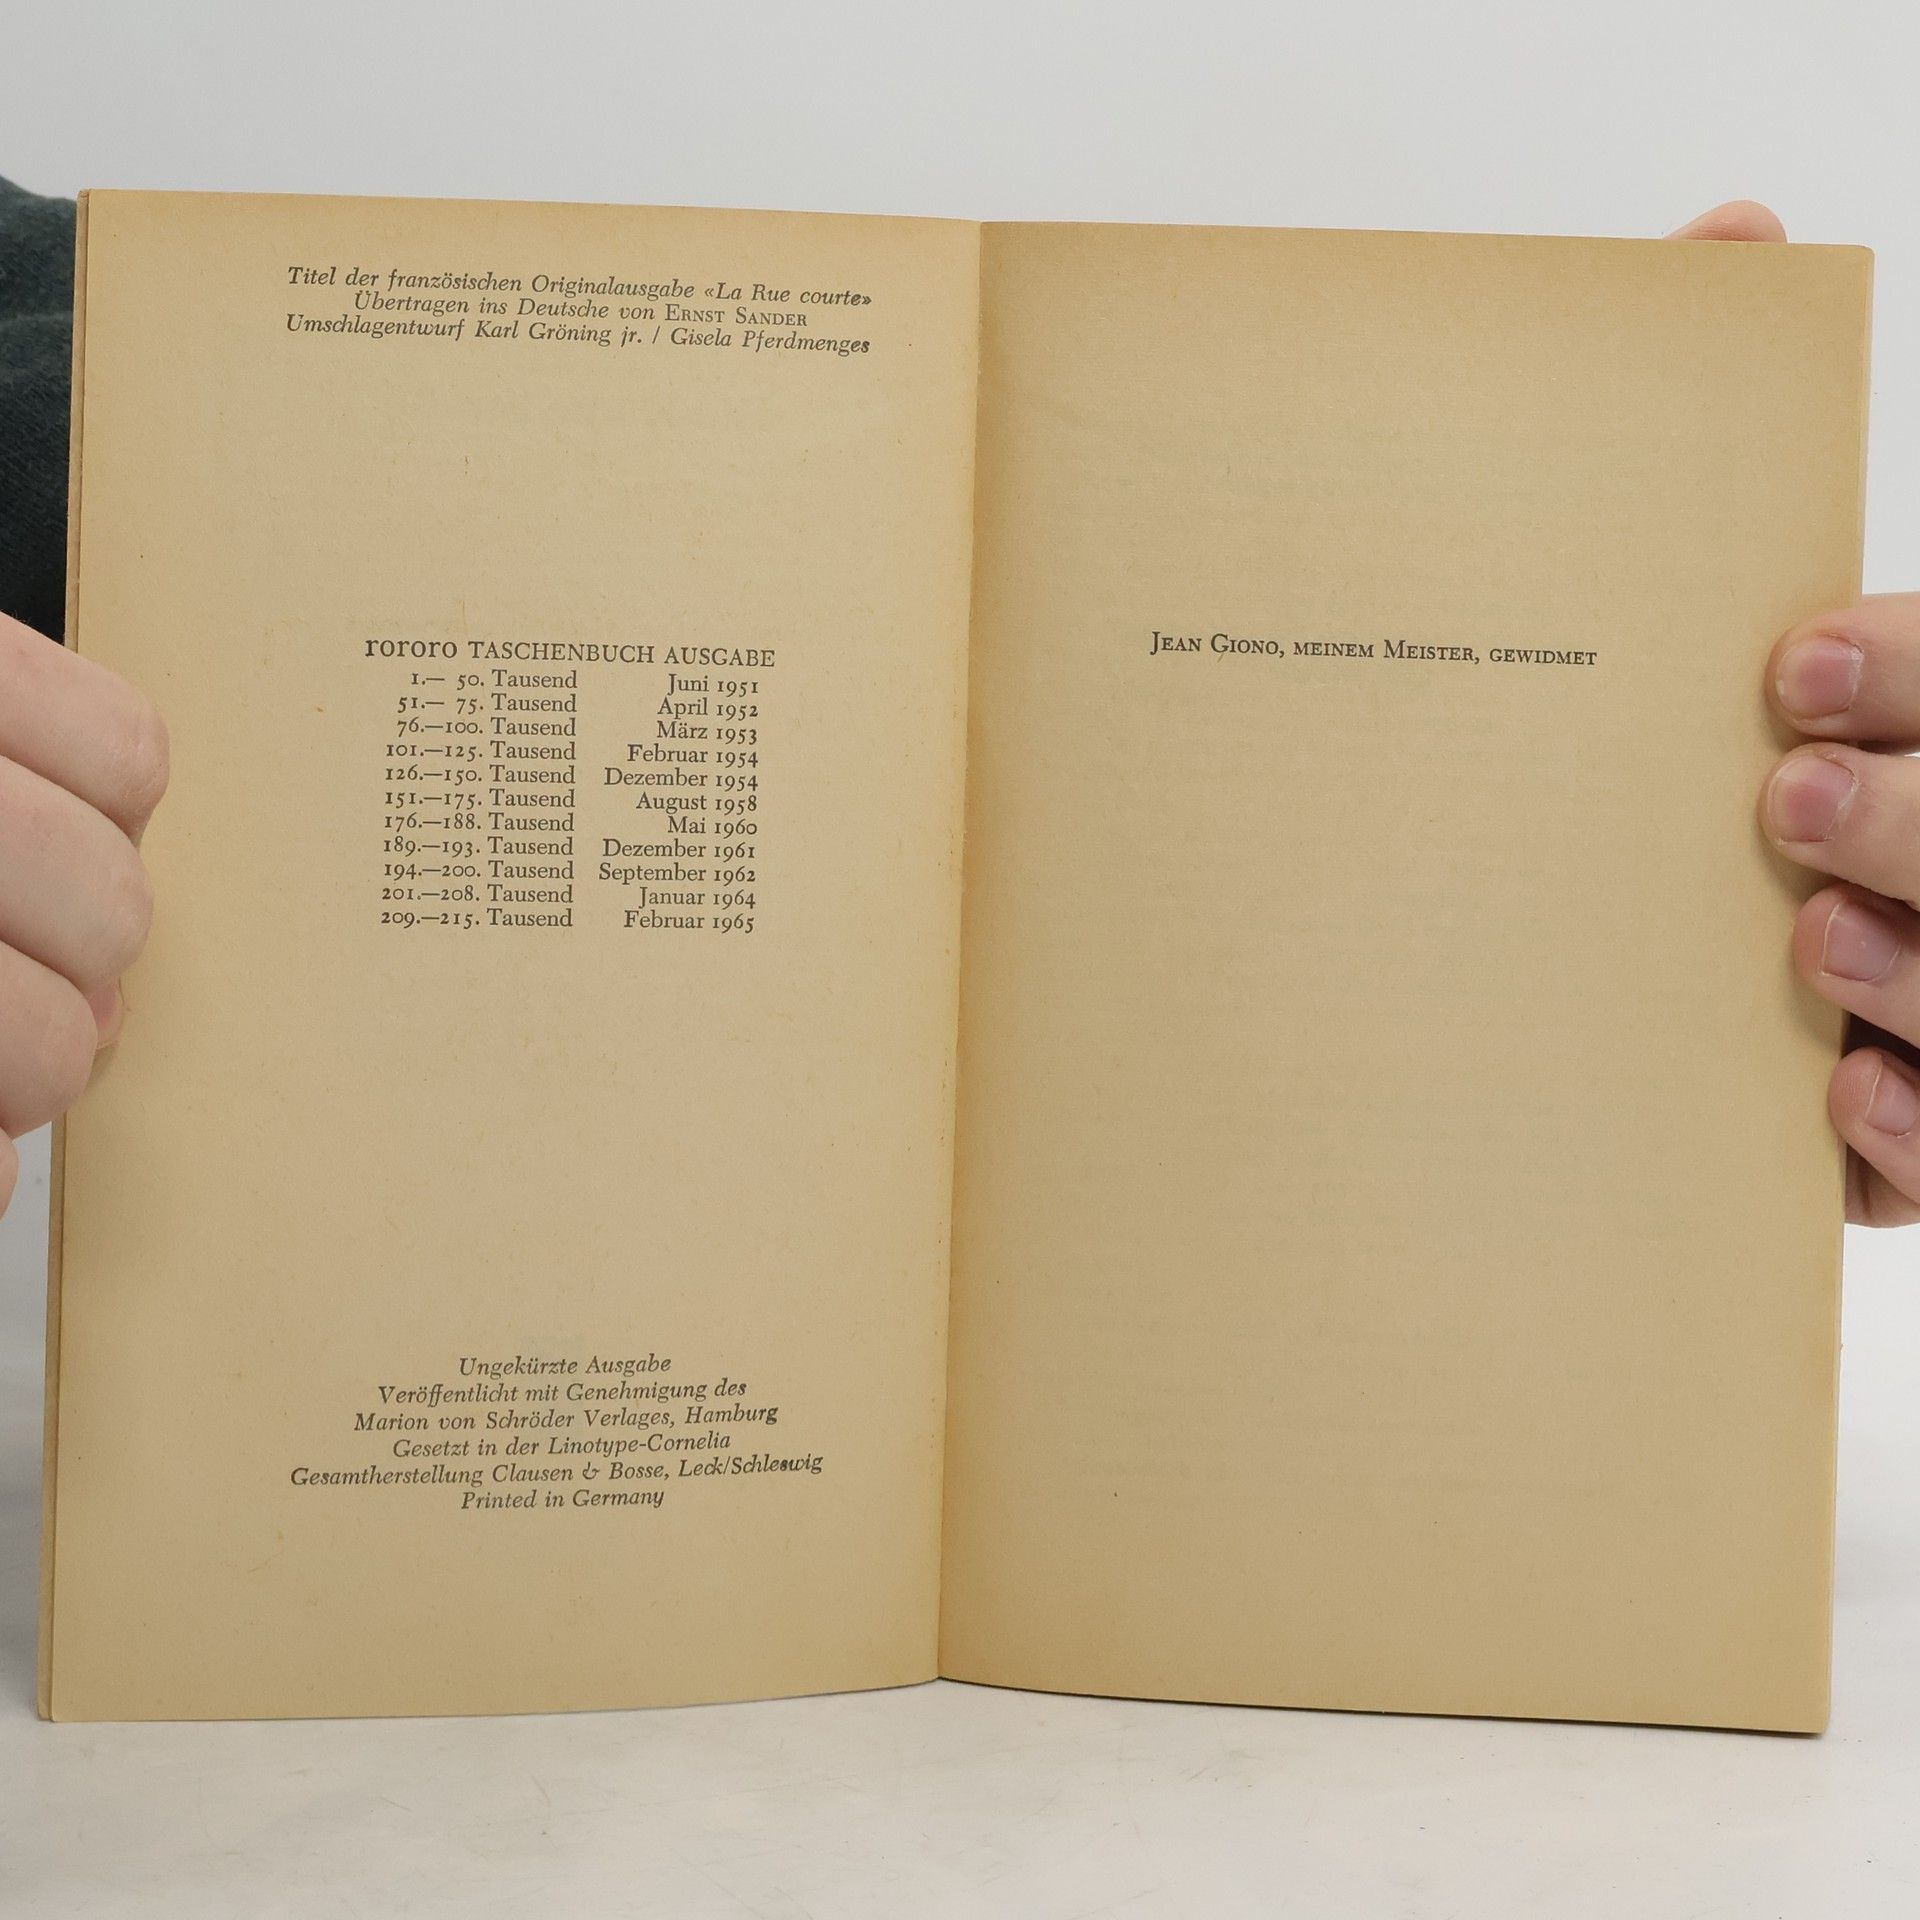 Titel der französischen Originalausgabe «La Rue courte»
Übertragen ins Deutsche von ERNST SANDER
Umschlagentwurf Karl Gröning jr. / Gisela Pferdmenges
rororo TASCHENBUCH AUSGABE
1.— 50. Tausend Juni 1951
51.— 75. Tausend April 1952
76.—100. Tausend März 1953
101.—125. Tausend Februar 1954
126.—150. Tausend Dezember 1954
151.—175. Tausend August 1958
176.—188. Tausend Mai 1960
189.—193. Tausend Dezember 1961
194.—200. Tausend September 1962
201.—208. Tausend Januar 1964
209.—215. Tausend Februar 1965
Ungekürzte Ausgabe
Veröffentlicht mit Genehmigung des
Marion von Schröder Verlages, Hamburg
Gesetzt in der Linotype-Cornelia
Gesamtherstellung Clausen & Bosse, Leck/Schleswig
Printed in Germany
JEAN GIONO, MEINEM MEISTER, GEWIDMET